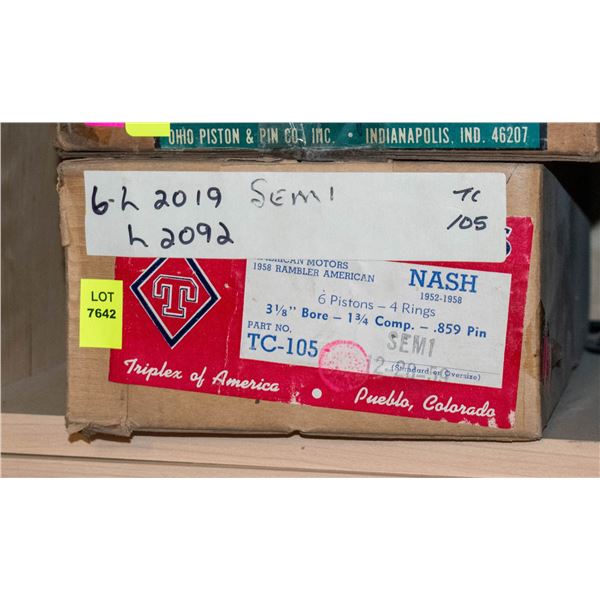 OHIO PISTON & PIN CO., INC. • INDIANAPOLIS, IND. 46207
6-L 2019 SEMI TC
L 2092 105
AMERICAN MOTORS
1958 RAMBLER AMERICAN
NASH
1952-1958
6 Pistons – 4 Rings
3 1/8" Bore – 1 3/4 Comp. – .859 Pin
PART NO.
TC-105
SEMI
(Standard or Oversize)
LOT
7642
T
Triplex of America • Pueblo, Colorado